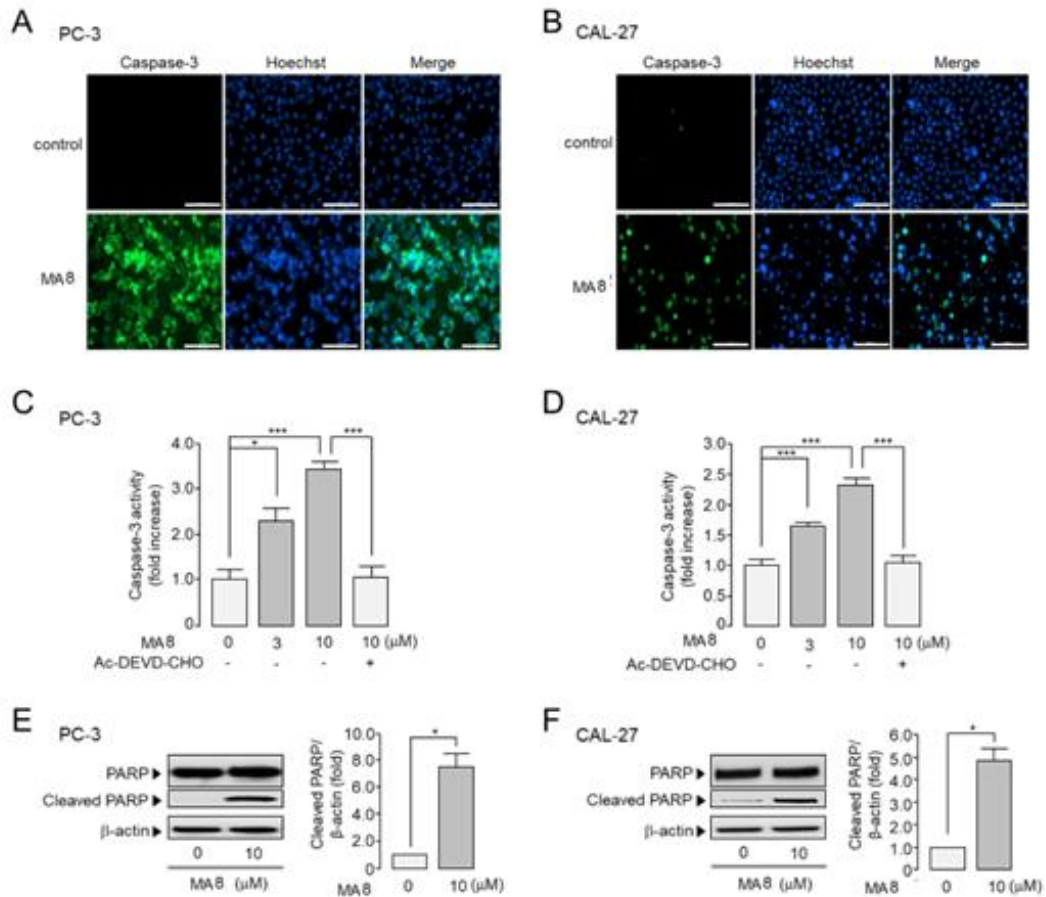 A PC-3
Caspase-3 Hoechst Merge
control
MA8
B CAL-27
Caspase-3 Hoechst Merge
control
MA8
C PC-3
Caspase-3 activity
(fold increase)
4.0
3.0
2.0
1.0
0
* *** ***
MA8 0 3 10 10 (μM)
Ac-DEVD-CHO - - - +
D CAL-27
Caspase-3 activity
(fold increase)
3.0
2.5
2.0
1.5
1.0
0.5
0
*** *** ***
MA8 0 3 10 10 (μM)
Ac-DEVD-CHO - - - +
E PC-3
PARP
Cleaved PARP
β-actin
0 10
MA8 (μM)
Cleaved PARP/
β-actin (fold)
10.0
8.0
6.0
4.0
2.0
0
*
MA8 0 10 (μM)
F CAL-27
PARP
Cleaved PARP
β-actin
0 10
MA8 (μM)
Cleaved PARP/
β-actin (fold)
6.0
5.0
4.0
3.0
2.0
1.0
0
*
MA8 0 10 (μM)